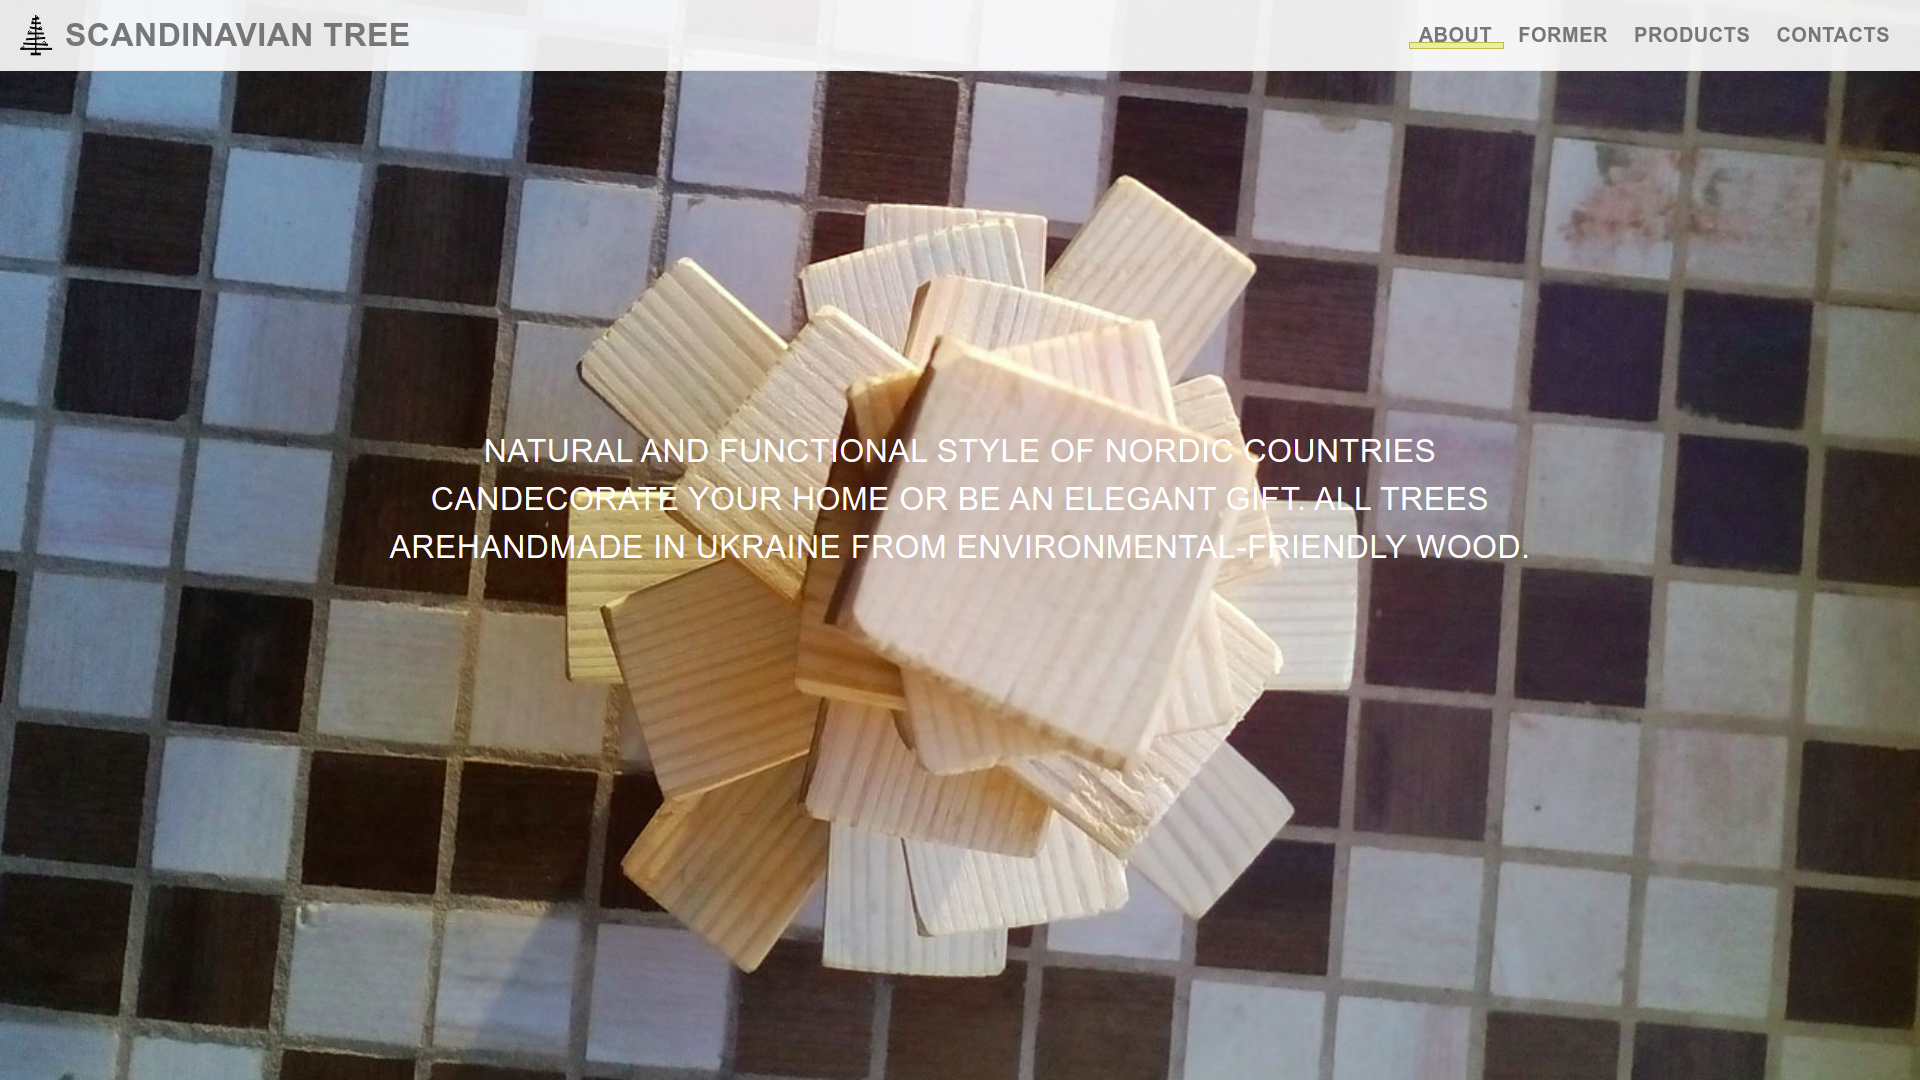 SCANDINAVIAN TREE
ABOUT FORMER PRODUCTS CONTACTS
NATURAL AND FUNCTIONAL STYLE OF NORDIC COUNTRIES
CANDECORATE YOUR HOME OR BE AN ELEGANT GIFT. ALL TREES
AREHANDMADE IN UKRAINE FROM ENVIRONMENTAL-FRIENDLY WOOD.